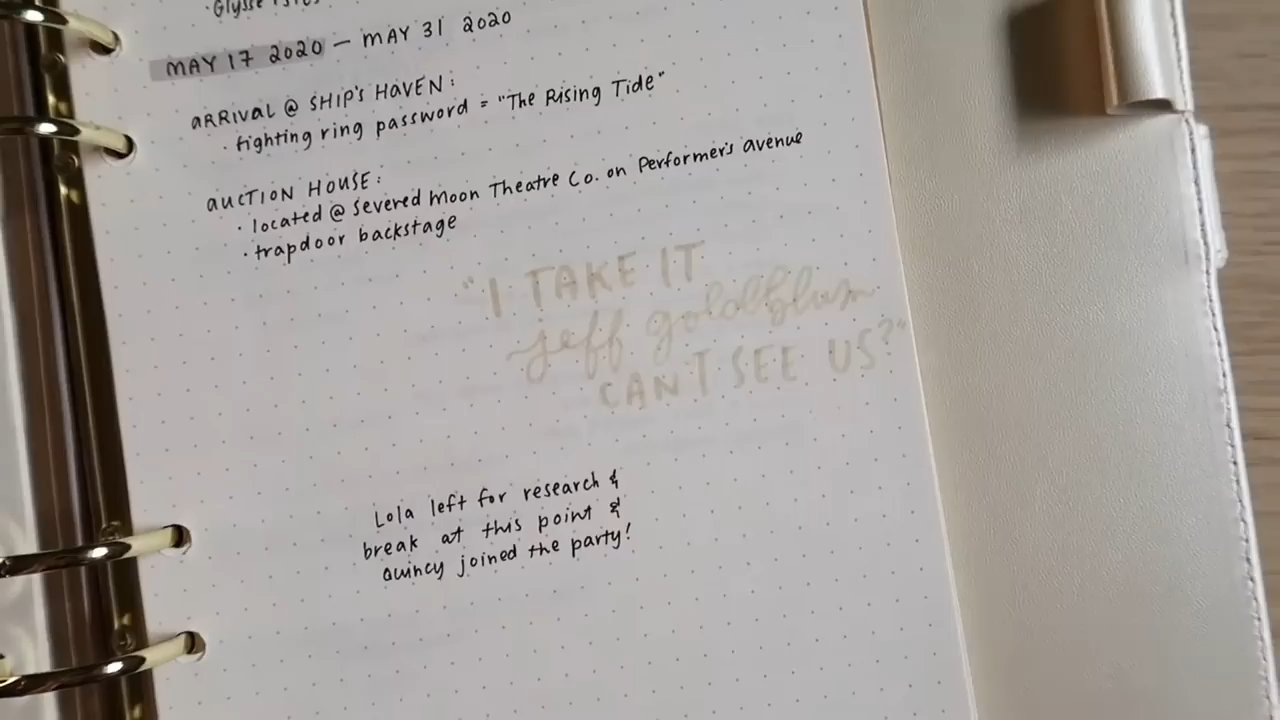 MAY 17 2020 — MAY 31 2020
ARRIVAL @ SHIP'S HAVEN:
· fighting ring password = "The Rising Tide"
AUCTION HOUSE:
· located @ Severed Moon Theatre Co. on Performer's avenue
· trapdoor backstage
"I TAKE IT
jeff goldblum
CAN'T SEE US?"
Lola left for research &
break at this point &
Quincy joined the party!